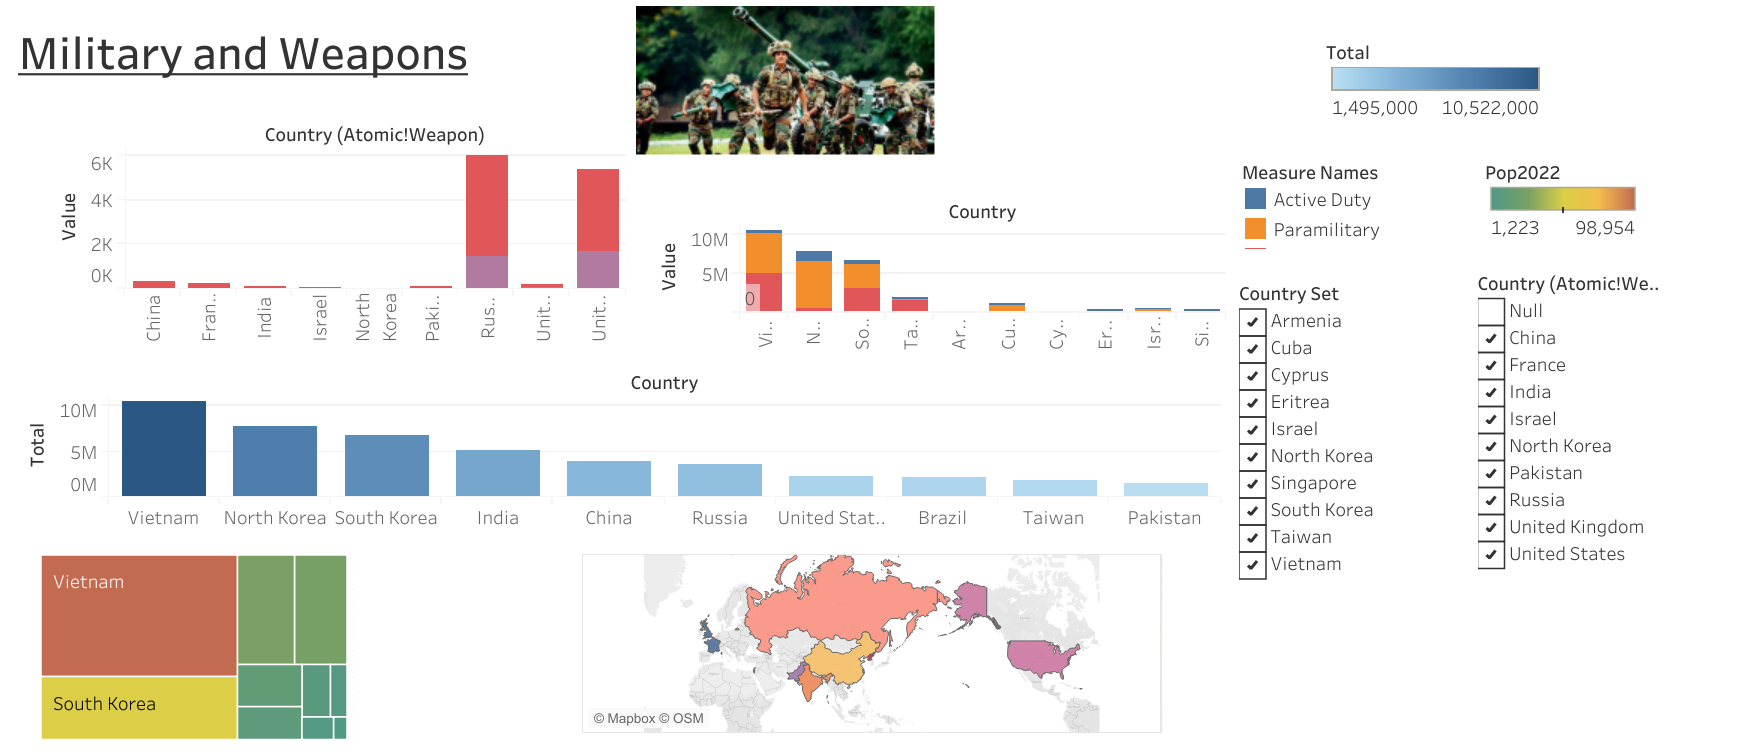 Military and Weapons
Country (Atomic!Weapon)
Value
6K
4K
2K
0K
China
Fran..
India
Israel
North
Korea
Paki..
Rus..
Unit..
Unit..
Country
Value
10M
5M
0
Vi..
N..
So..
Ta..
Ar..
Cu..
Cy..
Er..
Isr..
Si..
Total
1,495,000 10,522,000
Measure Names
Active Duty
Paramilitary
Pop2022
1,223 98,954
Country Set
Armenia
Cuba
Cyprus
Eritrea
Israel
North Korea
Singapore
South Korea
Taiwan
Vietnam
Country (Atomic!We..
Null
China
France
India
Israel
North Korea
Pakistan
Russia
United Kingdom
United States
Country
Total
10M
5M
0M
Vietnam North Korea South Korea India China Russia United Stat.. Brazil Taiwan Pakistan
Vietnam
South Korea
© Mapbox © OSM